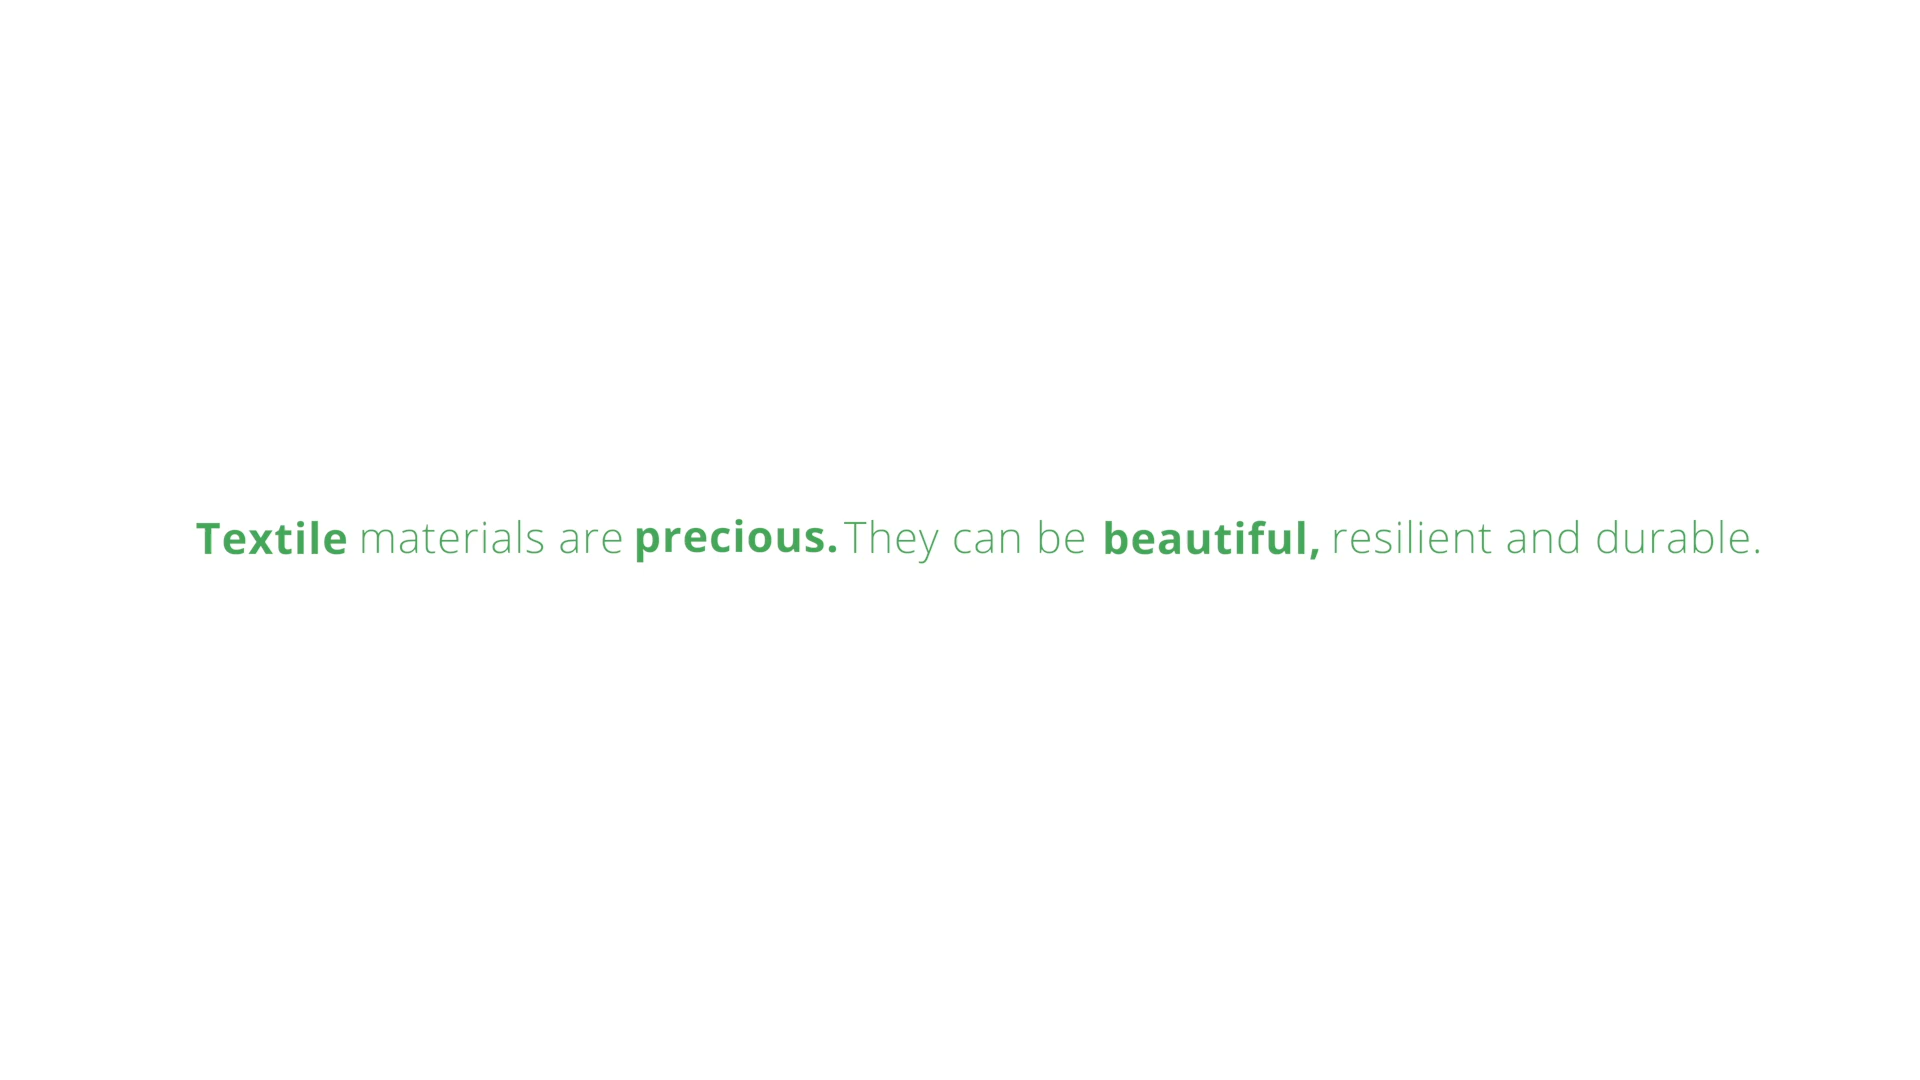 Textile materials are precious. They can be beautiful, resilient and durable.